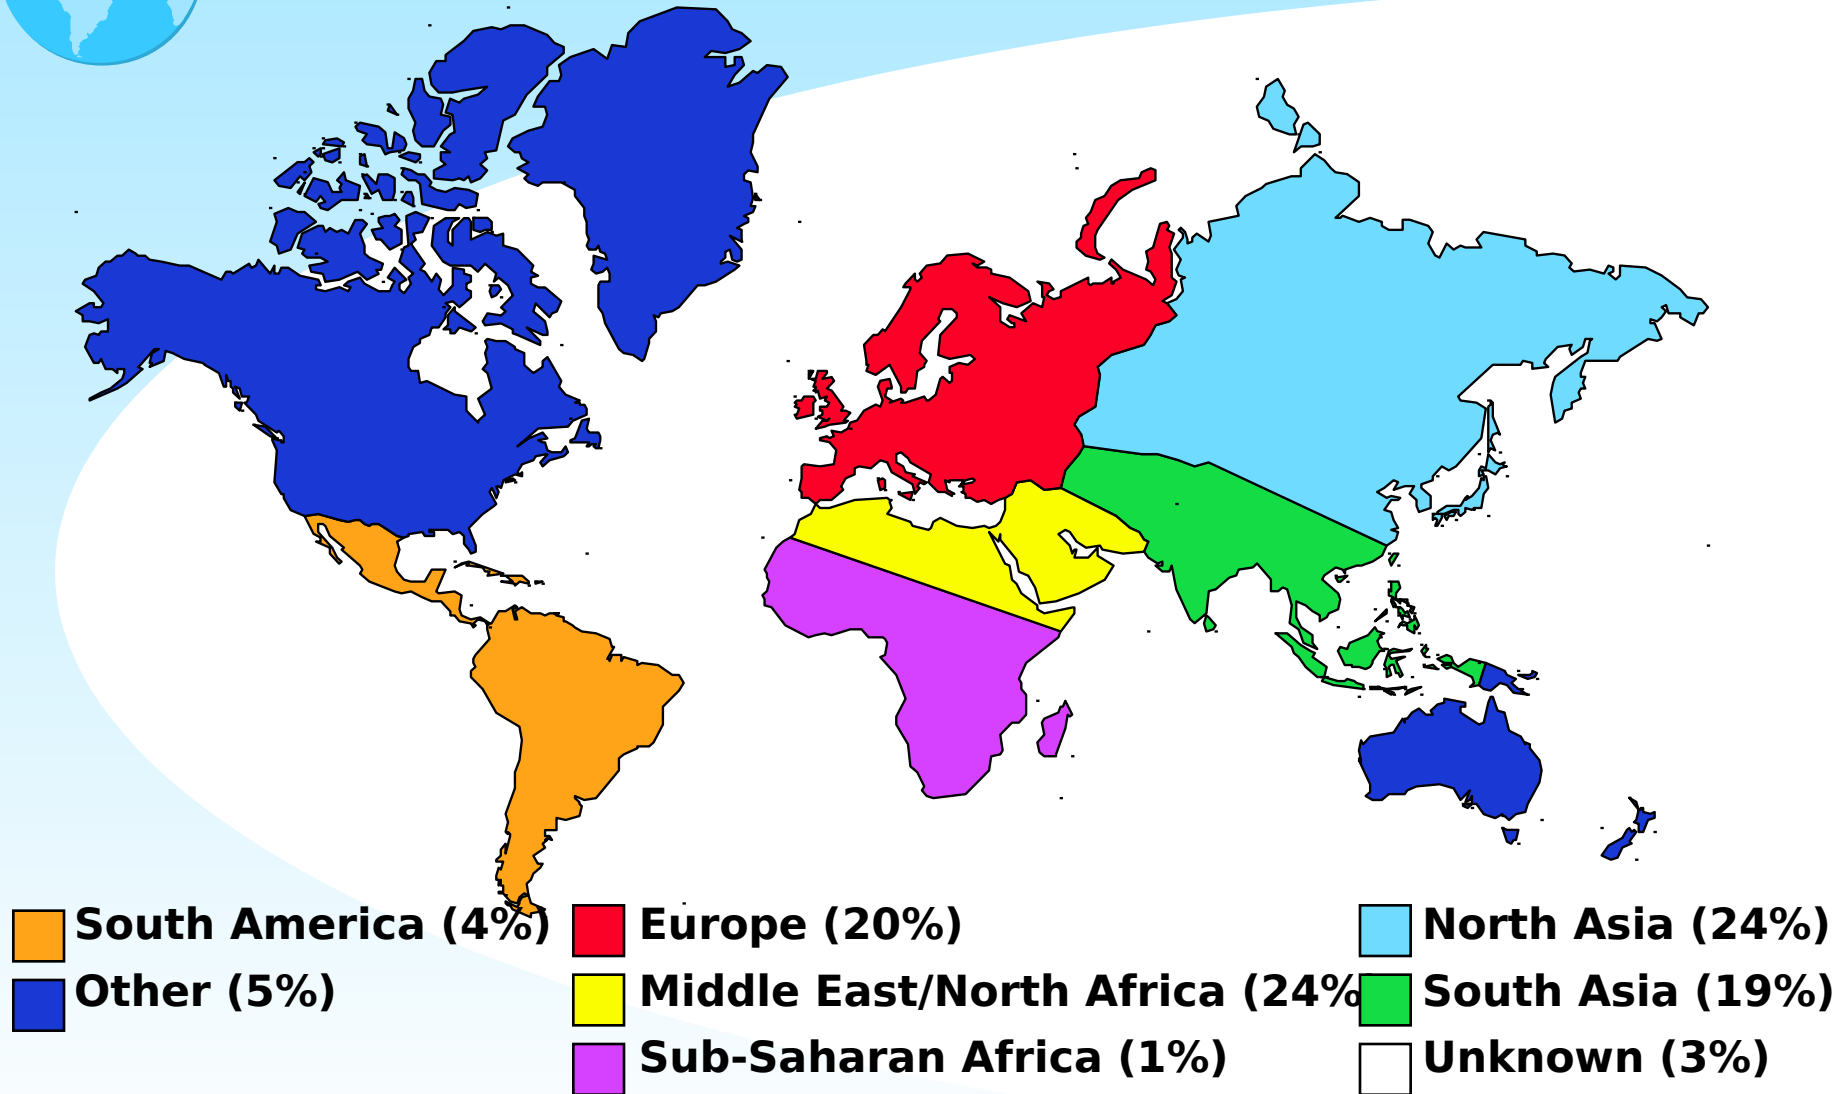 South America (4%)
Other (5%)
Europe (20%)
Middle East/North Africa (24%
Sub-Saharan Africa (1%)
North Asia (24%)
South Asia (19%)
Unknown (3%)